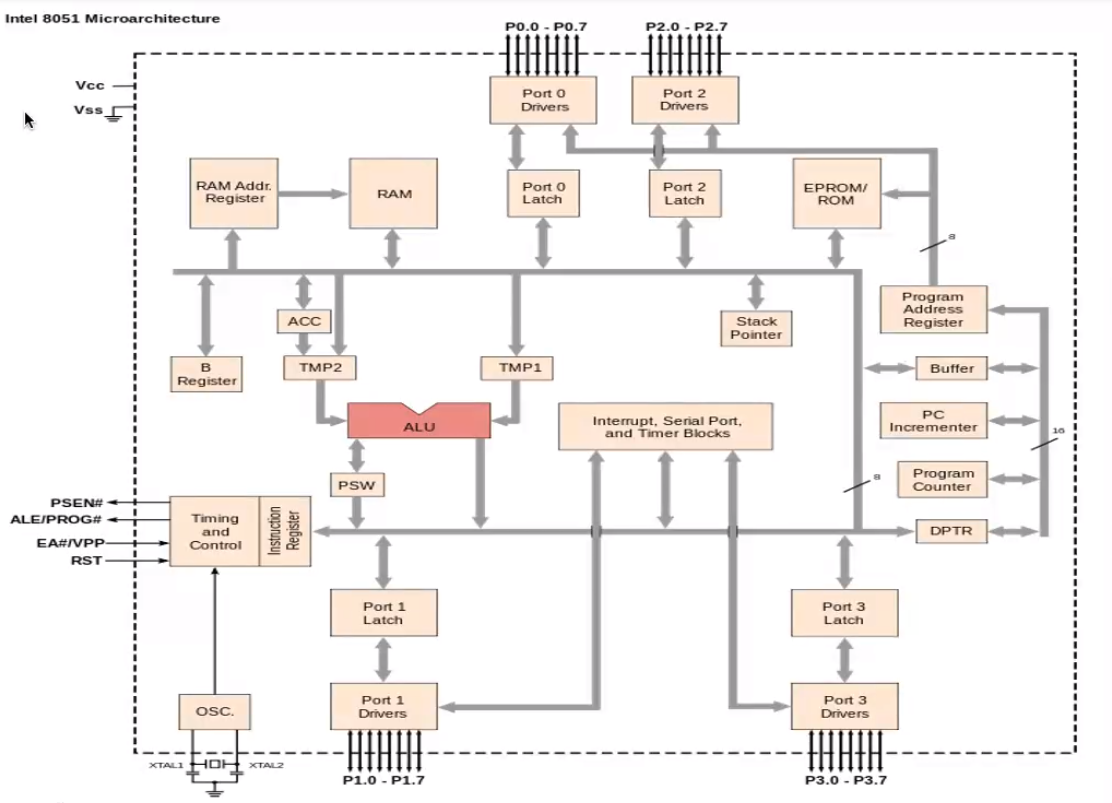 Intel 8051 Microarchitecture
P0.0 - P0.7
P2.0 - P2.7
Vcc
Vss
Port 0
Drivers
Port 2
Drivers
RAM Addr.
Register
RAM
Port 0
Latch
Port 2
Latch
EPROM/
ROM
8
ACC
Stack
Pointer
Program
Address
Register
B
Register
TMP2
TMP1
Buffer
ALU
Interrupt, Serial Port,
and Timer Blocks
PC
Incrementer
16
PSW
8
Program
Counter
PSEN#
ALE/PROG#
EA#/VPP
RST
Timing
and
Control
Instruction
Register
DPTR
Port 1
Latch
Port 3
Latch
OSC.
Port 1
Drivers
Port 3
Drivers
XTAL1
XTAL2
P1.0 - P1.7
P3.0 - P3.7